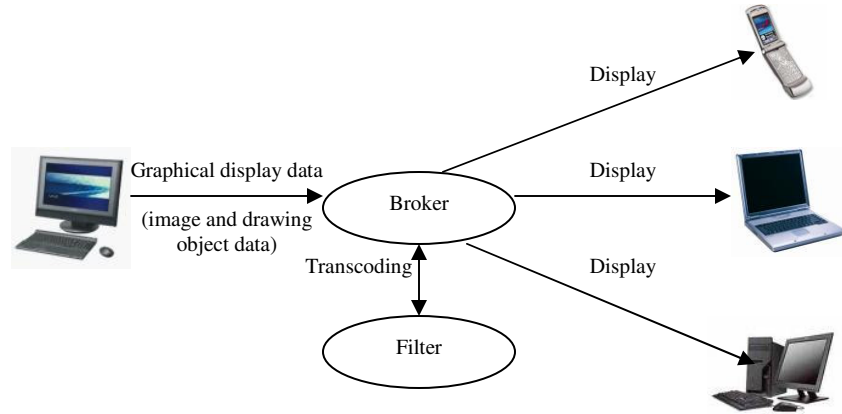 Display
Graphical display data
Display
Broker
(image and drawing
object data)
Transcoding
Display
Filter